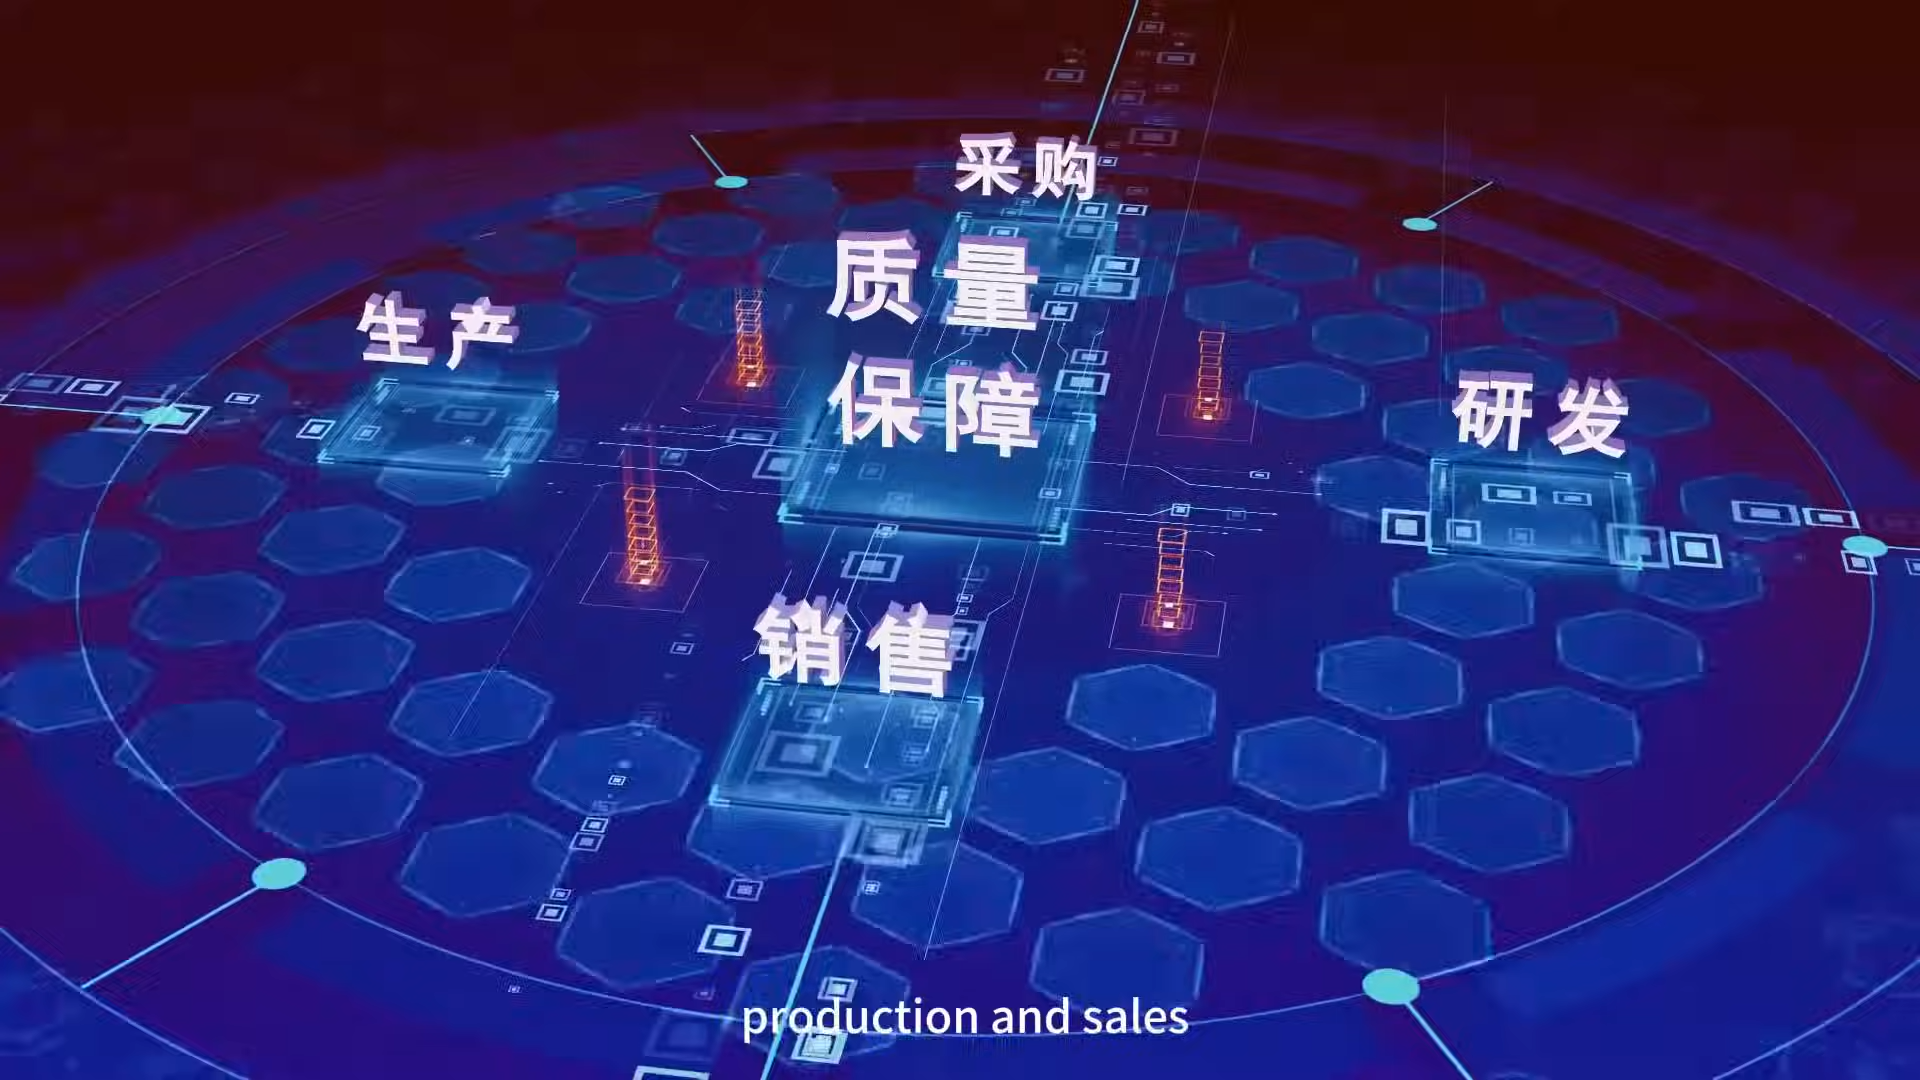 采购
质量
保障
生产
研发
销售
production and sales